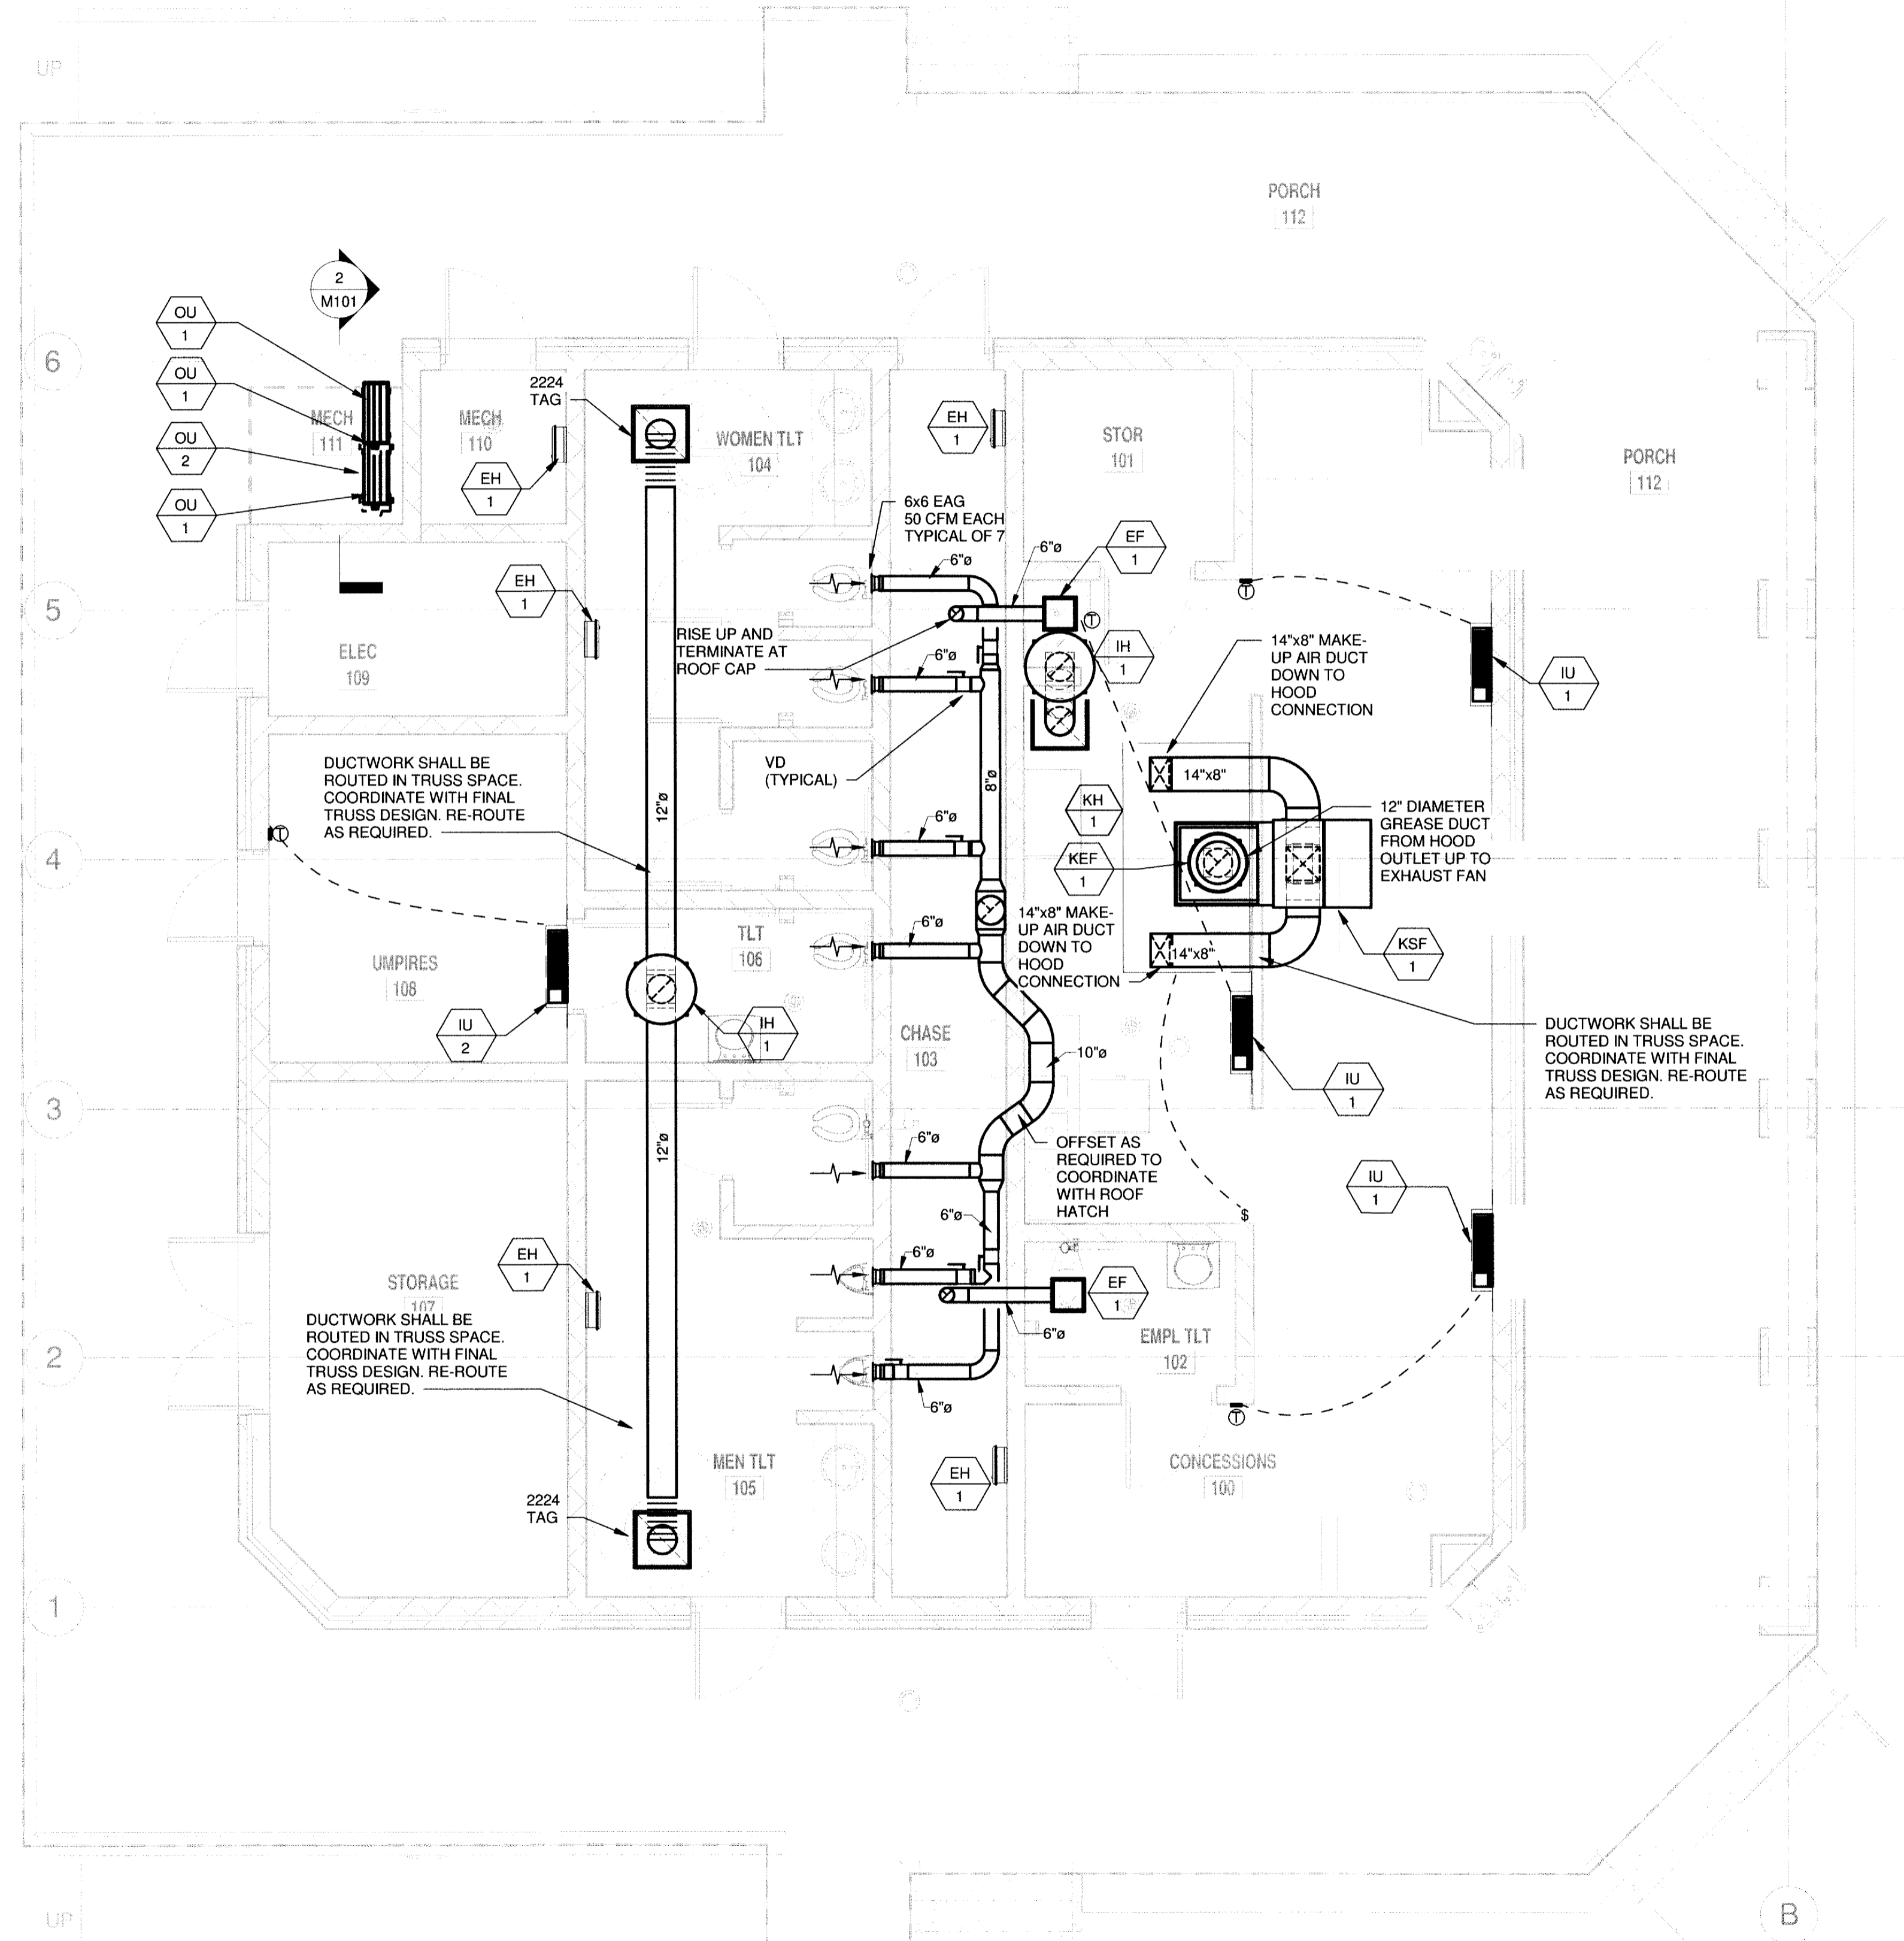 UP
PORCH
112
2
M101
OU
1
OU
1
OU
2
OU
1
6
MECH
111
MECH
110
2224
TAG
EH
1
WOMEN TLT
104
EH
1
STOR
101
PORCH
112
6x6 EAG
50 CFM EACH
TYPICAL OF 7
6"ø
6"ø
EF
1
T
T
EH
1
5
ELEC
109
RISE UP AND
TERMINATE AT
ROOF CAP
6"ø
IH
1
14"x8" MAKE-
UP AIR DUCT
DOWN TO
HOOD
CONNECTION
IU
1
DUCTWORK SHALL BE
ROUTED IN TRUSS SPACE.
COORDINATE WITH FINAL
TRUSS DESIGN. RE-ROUTE
AS REQUIRED.
VD
(TYPICAL)
8"ø
12"ø
14"x8"
KH
1
12" DIAMETER
GREASE DUCT
FROM HOOD
OUTLET UP TO
EXHAUST FAN
T
4
6"ø
KEF
1
14"x8" MAKE-
UP AIR DUCT
DOWN TO
HOOD
CONNECTION
14"x8"
KSF
1
6"ø
TLT
106
UMPIRES
108
IU
2
IH
1
CHASE
103
10"ø
IU
1
DUCTWORK SHALL BE
ROUTED IN TRUSS SPACE.
COORDINATE WITH FINAL
TRUSS DESIGN. RE-ROUTE
AS REQUIRED.
3
12"ø
6"ø
OFFSET AS
REQUIRED TO
COORDINATE
WITH ROOF
HATCH
IU
1
6"ø
$
EH
1
6"ø
STORAGE
107
DUCTWORK SHALL BE
ROUTED IN TRUSS SPACE.
COORDINATE WITH FINAL
TRUSS DESIGN. RE-ROUTE
AS REQUIRED.
EF
1
6"ø
EMPL TLT
102
2
6"ø
T
MEN TLT
105
EH
1
CONCESSIONS
100
2224
TAG
1
UP
B